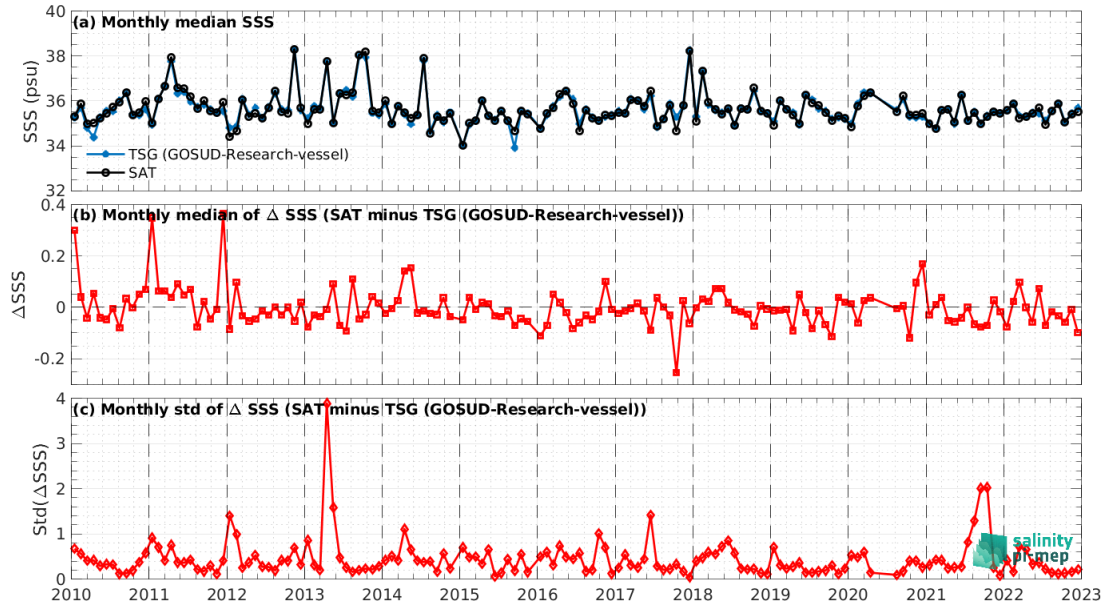 40
(a) Monthly median SSS
38
36
34
32
SSS (psu)
TSG (GOSUD-Research-vessel)
SAT
0.4
(b) Monthly median of Δ SSS (SAT minus TSG (GOSUD-Research-vessel))
0.2
0
-0.2
ΔSSS
4
(c) Monthly std of Δ SSS (SAT minus TSG (GOSUD-Research-vessel))
3
2
1
0
Std(ΔSSS)
salinity
pi-mep
2010 2011 2012 2013 2014 2015 2016 2017 2018 2019 2020 2021 2022 2023